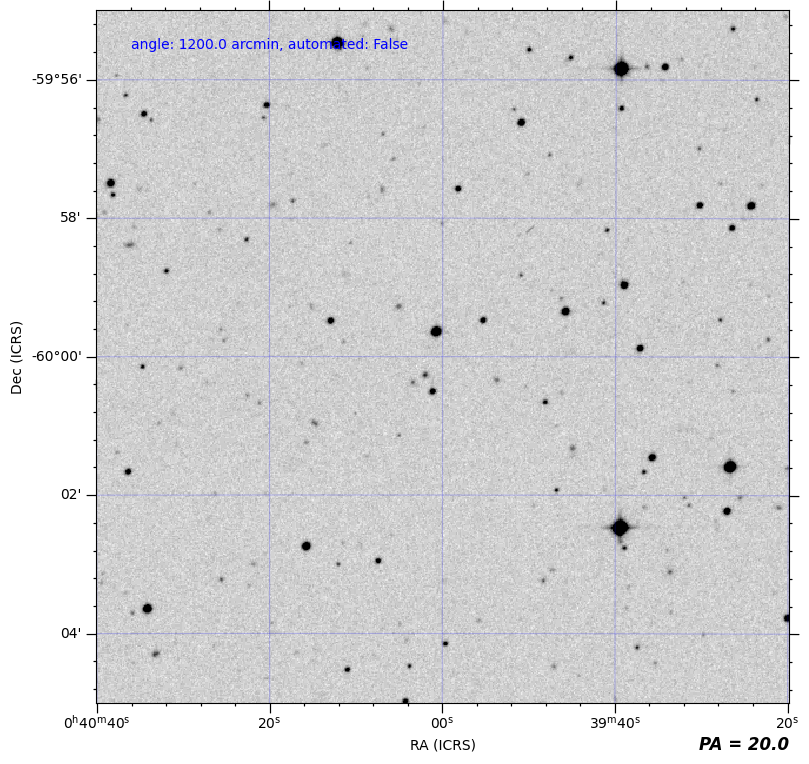 angle: 1200.0 arcmin, automated: False
-59°56'
58'
-60°00'
02'
04'
Dec (ICRS)
0ʰ40ᵐ40ˢ 20ˢ 00ˢ 39ᵐ40ˢ 20ˢ
RA (ICRS)
PA = 20.0